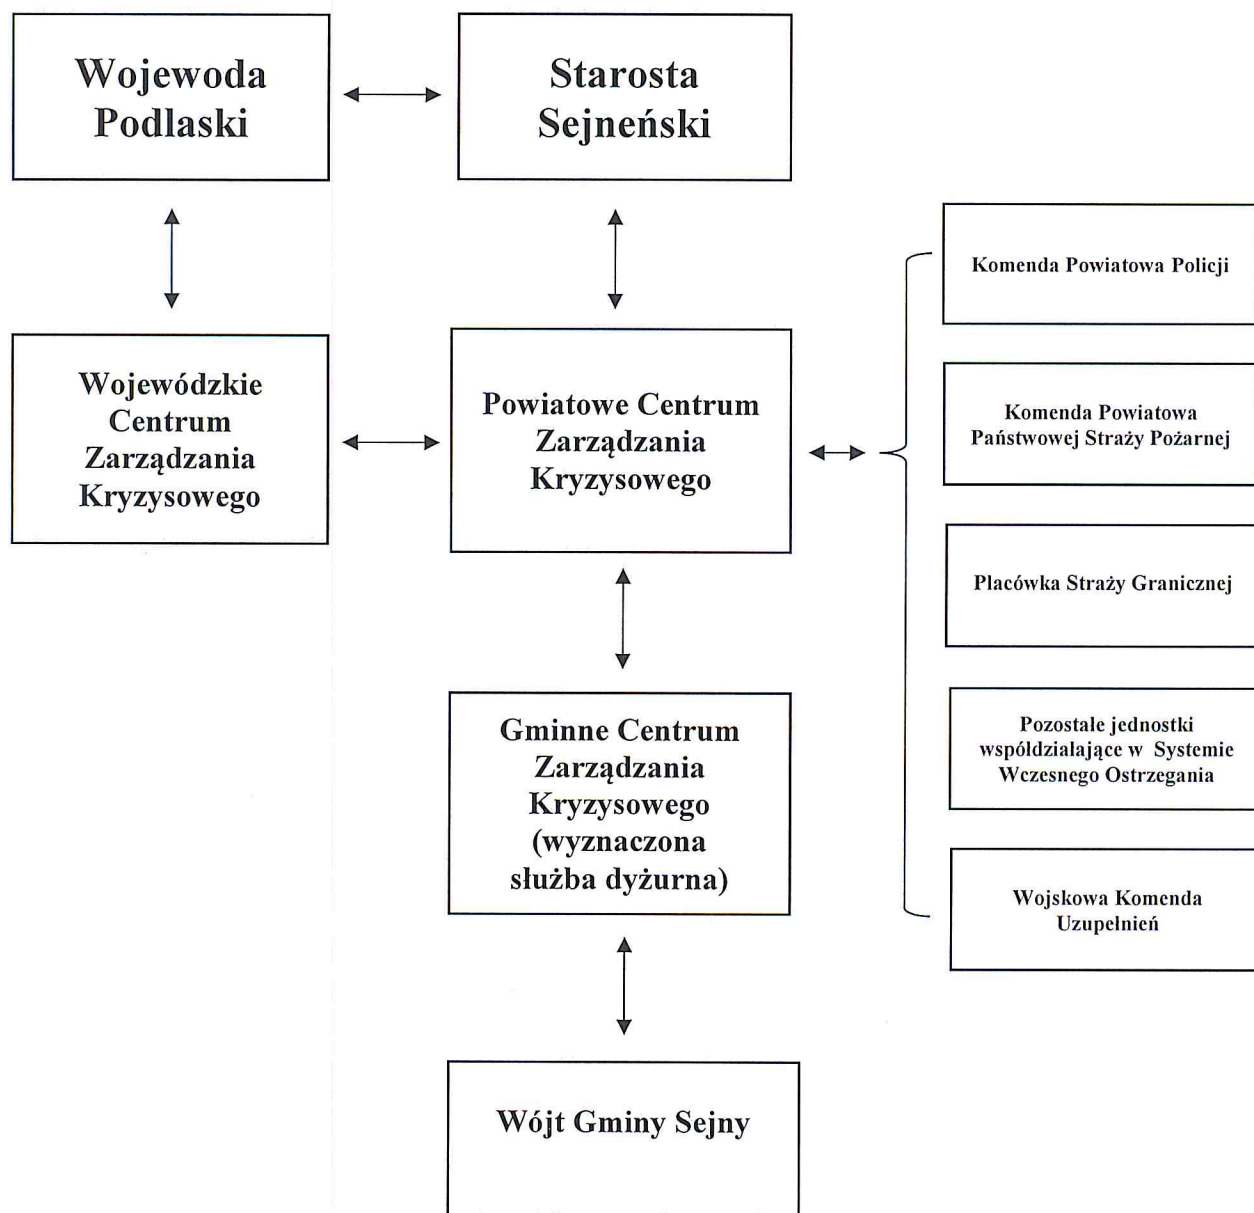 Wojewoda
Podlaski
Starosta
Sejneński
Wojewódzkie
Centrum
Zarządzania
Kryzysowego
Powiatowe Centrum
Zarządzania
Kryzysowego
Komenda Powiatowa Policji
Komenda Powiatowa
Państwowej Straży Pożarnej
Placówka Straży Granicznej
Pozostałe jednostki
współdziałające w Systemie
Wczesnego Ostrzegania
Wojskowa Komenda
Uzupełnień
Gminne Centrum
Zarządzania
Kryzysowego
(wyznaczona
służba dyżurna)
Wójt Gminy Sejny